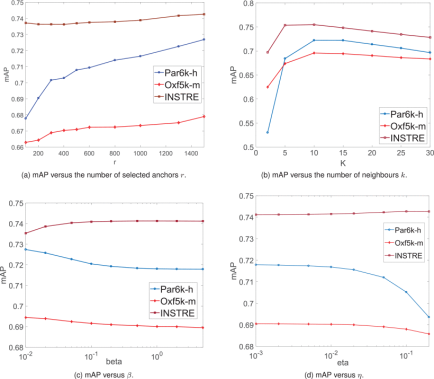 0.75
0.74
0.73
0.72
0.71
0.7
0.69
0.68
0.67
0.66
mAP
200 400 600 800 1000 1200 1400
r
Par6k-h
Oxf5k-m
INSTRE
(a) mAP versus the number of selected anchors r.
0.8
0.75
0.7
0.65
0.6
0.55
0.5
mAP
0 5 10 15 20 25 30
K
Par6k-h
Oxf5k-m
INSTRE
(b) mAP versus the number of neighbours k.
0.75
0.74
0.73
0.72
0.71
0.7
0.69
0.68
mAP
10-2 10-1 100
beta
Par6k-h
Oxf5k-m
INSTRE
(c) mAP versus β.
0.75
0.74
0.73
0.72
0.71
0.7
0.69
0.68
mAP
10-3 10-2 10-1
eta
Par6k-h
Oxf5k-m
INSTRE
(d) mAP versus η.